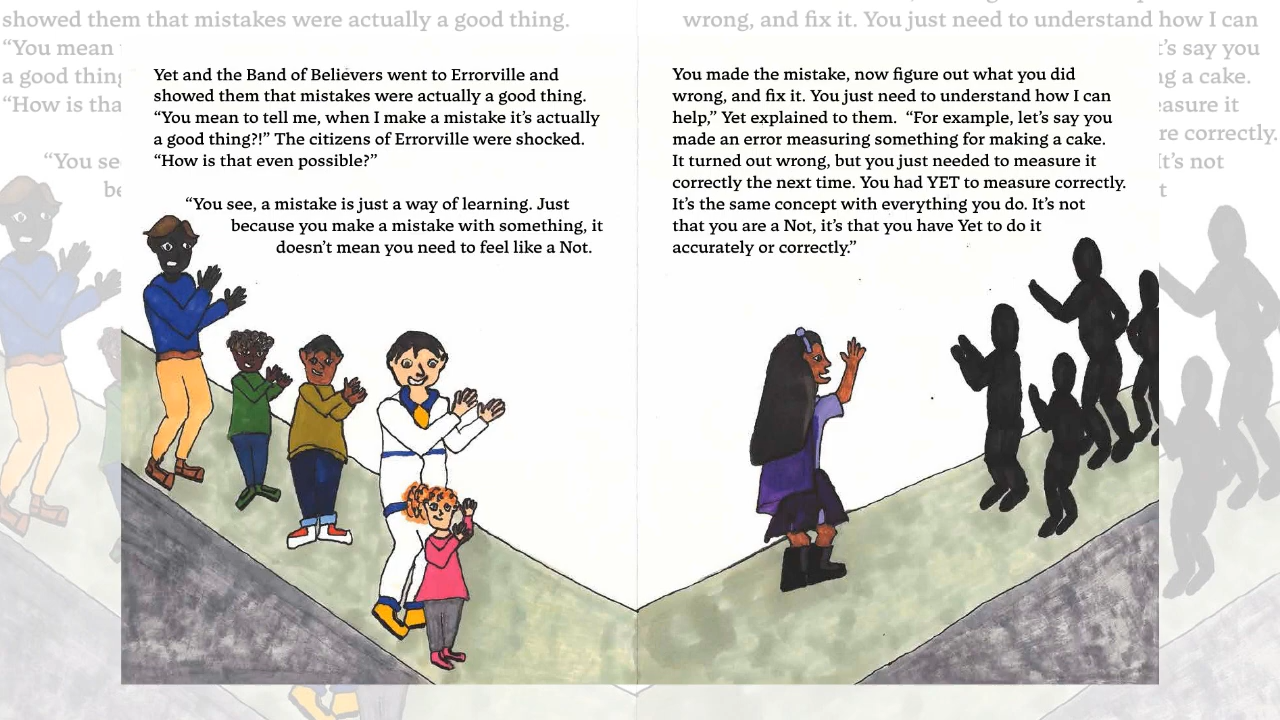 Yet and the Band of Believers went to Errorville and
showed them that mistakes were actually a good thing.
“You mean to tell me, when I make a mistake it’s actually
a good thing?!” The citizens of Errorville were shocked.
“How is that even possible?”
“You see, a mistake is just a way of learning. Just
because you make a mistake with something, it
doesn’t mean you need to feel like a Not.
You made the mistake, now figure out what you did
wrong, and fix it. You just need to understand how I can
help,” Yet explained to them.  “For example, let’s say you
made an error measuring something for making a cake.
It turned out wrong, but you just needed to measure it
correctly the next time. You had YET to measure correctly.
It’s the same concept with everything you do. It’s not
that you are a Not, it’s that you have Yet to do it
accurately or correctly.”